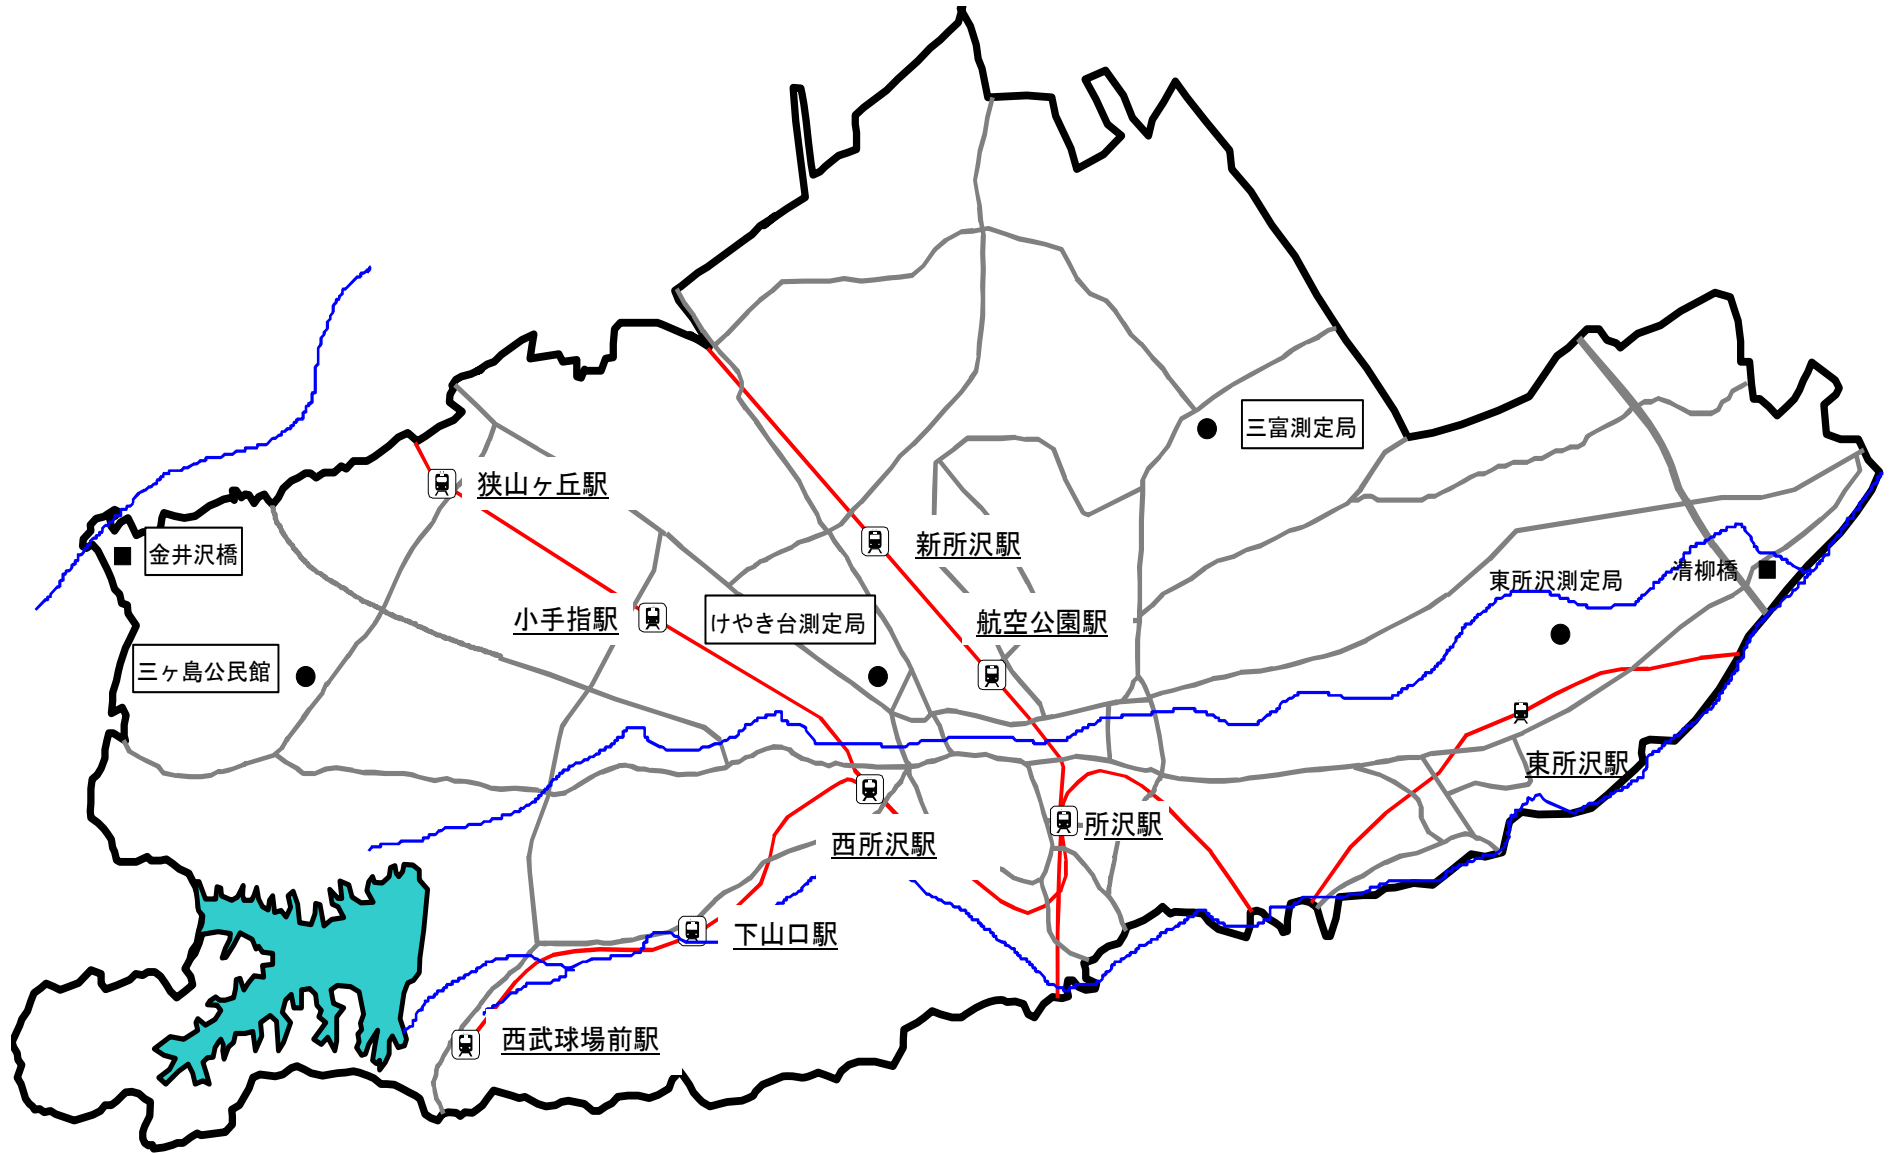 三富測定局
狭山ヶ丘駅
新所沢駅
金井沢橋
東所沢測定局
清柳橋
小手指駅
けやき台測定局
航空公園駅
三ヶ島公民館
東所沢駅
所沢駅
西所沢駅
下山口駅
西武球場前駅